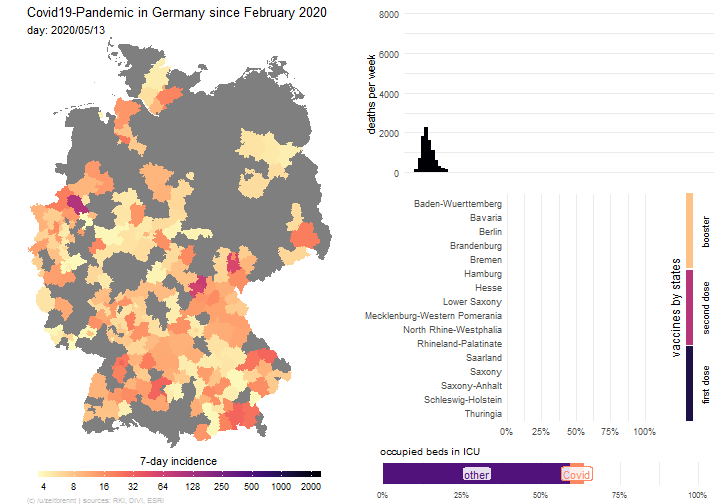 Covid19-Pandemic in Germany since February 2020
day: 2020/05/13
7-day incidence
4 8 16 32 64 128 251 500 1000 2000
(c) /u/zeitbrennt | sources: RKI, DIVI, ESRI
deaths per week
8000
6000
4000
2000
0
Baden-Wuerttemberg
Bavaria
Berlin
Brandenburg
Bremen
Hamburg
Hesse
Lower Saxony
Mecklenburg-Western Pomerania
North Rhine-Westphalia
Rhineland-Palatinate
Saarland
Saxony
Saxony-Anhalt
Schleswig-Holstein
Thuringia
0% 25% 50% 75% 100%
vaccines by states
booster
second dose
first dose
occupied beds in ICU
other
Covid
0% 25% 50% 75% 100%